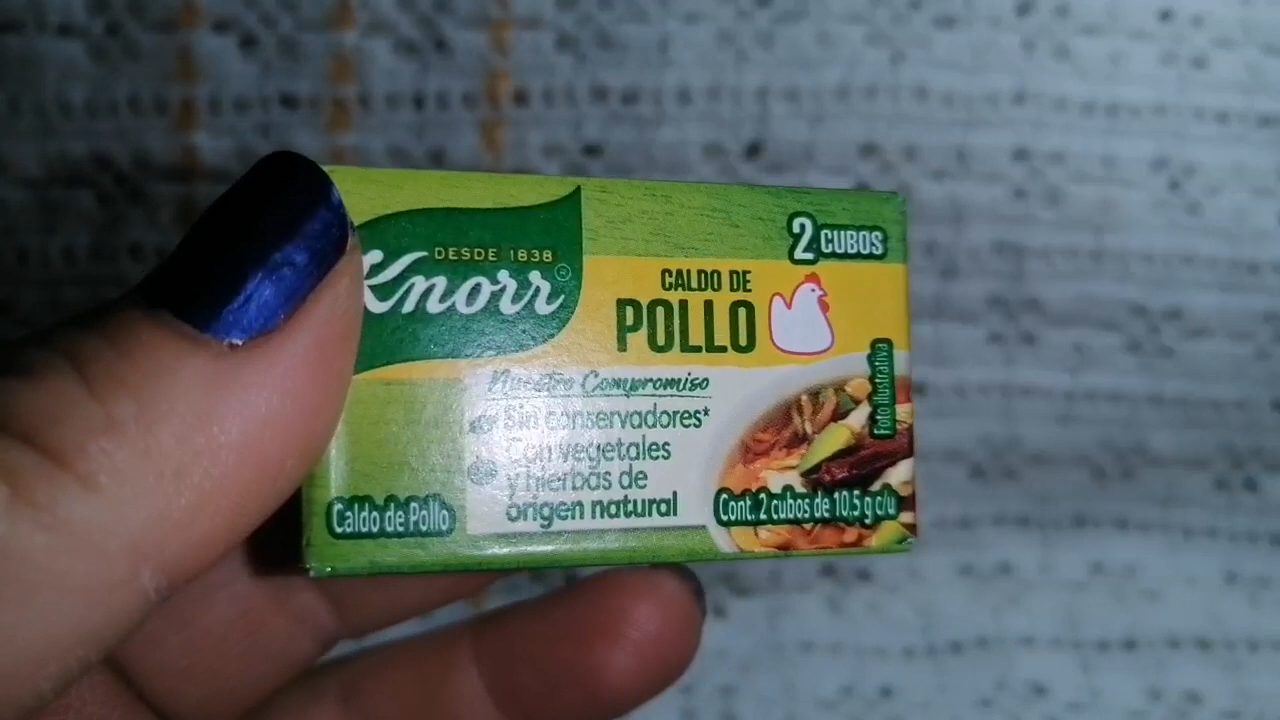 DESDE 1838
Knorr®
2 CUBOS
CALDO DE
POLLO
Nuestro Compromiso
Sin conservadores*
Con vegetales
y hierbas de
origen natural
Foto ilustrativa
Caldo de Pollo
Cont. 2 cubos de 10,5 g c/u